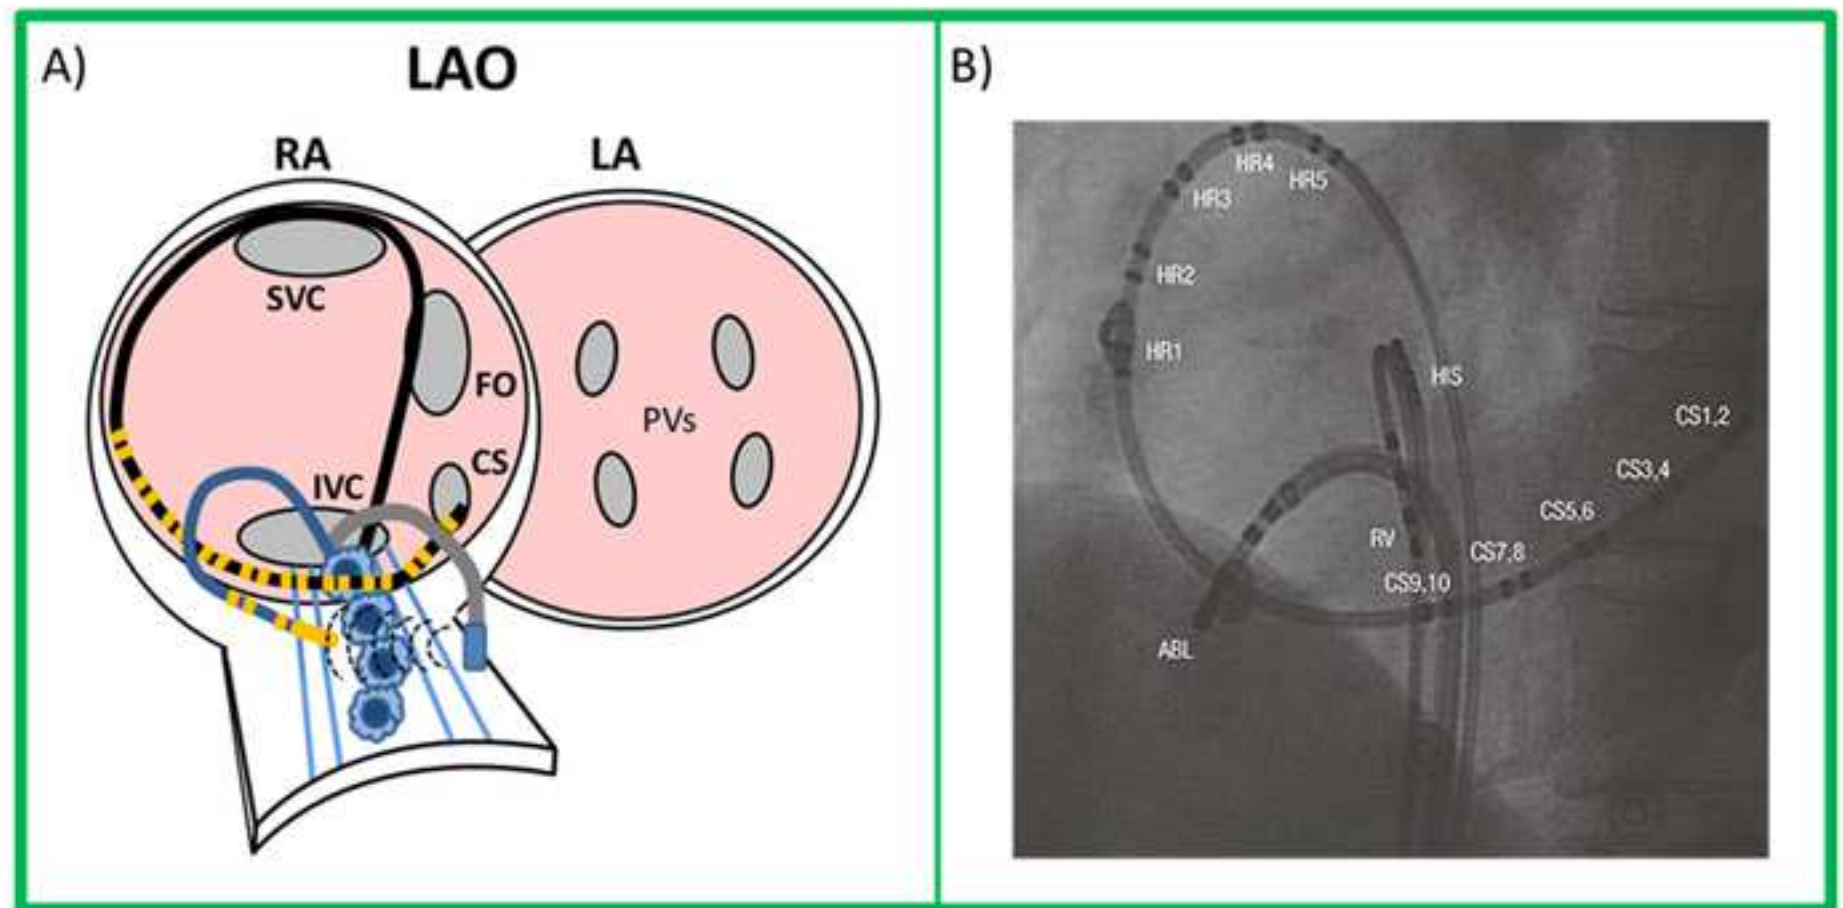 A)
LAO
RA
LA
SVC
FO
PVs
CS
IVC
B)
HR4
HR5
HR3
HR2
HR1
HIS
CS1,2
CS3,4
CS5,6
RV
CS7,8
CS9,10
ABL